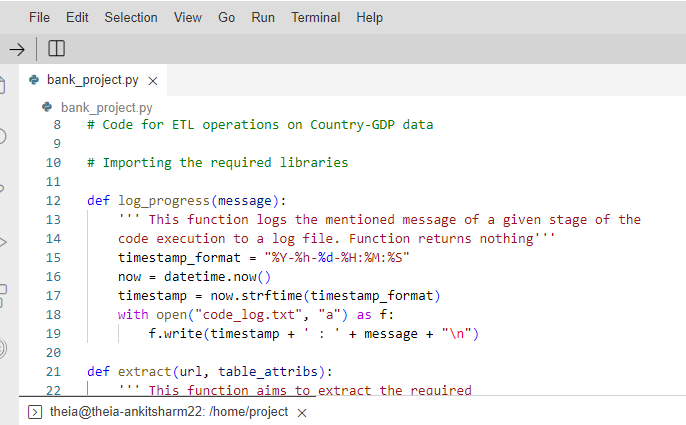 File Edit Selection View Go Run Terminal Help
bank_project.py
bank_project.py
8 # Code for ETL operations on Country-GDP data
9
10 # Importing the required libraries
11
12 def log_progress(message):
13 ''' This function logs the mentioned message of a given stage of the
14 code execution to a log file. Function returns nothing'''
15 timestamp_format = "%Y-%h-%d-%H:%M:%S"
16 now = datetime.now()
17 timestamp = now.strftime(timestamp_format)
18 with open("code_log.txt", "a") as f:
19 f.write(timestamp + ' : ' + message + "\n")
20
21 def extract(url, table_attribs):
22 ''' This function aims to extract the required
theia@theia-ankitsharm22: /home/project